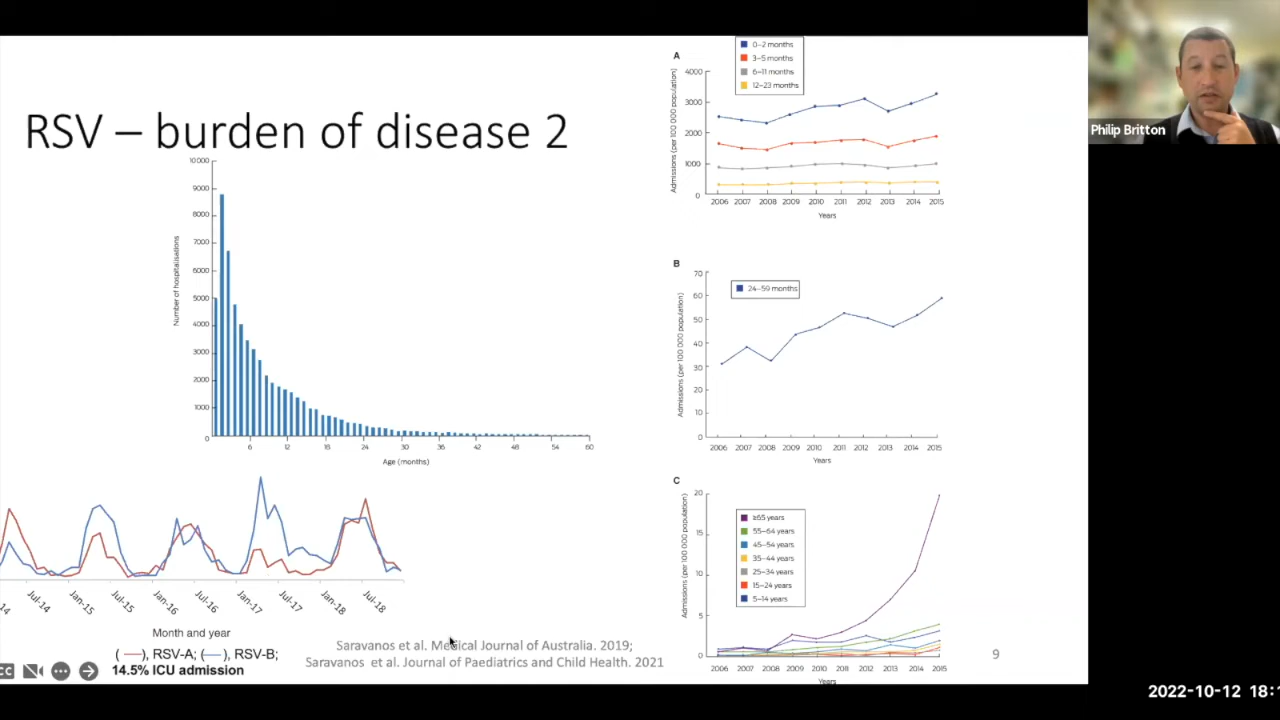 RSV – burden of disease 2
10000
9000
8000
7000
6000
5000
4000
3000
2000
1000
0
Number of hospitalisations
6 12 18 24 30 36 42 48 54 60
Age (months)
14 Jul-14 Jan-15 Jul-15 Jan-16 Jul-16 Jan-17 Jul-17 Jan-18 Jul-18
Month and year
( —), RSV-A; (—), RSV-B;
14.5% ICU admission
CC
Saravanos et al. Medical Journal of Australia. 2019;
Saravanos et al. Journal of Paediatrics and Child Health. 2021
A
0–2 months
3–5 months
6–11 months
12–23 months
4000
3000
2000
1000
0
Admissions (per 100 000 population)
2006 2007 2008 2009 2010 2011 2012 2013 2014 2015
Years
B
24–59 months
70
60
50
40
30
20
10
0
Admissions (per 100 000 population)
2006 2007 2008 2009 2010 2011 2012 2013 2014 2015
Years
C
≥65 years
55–64 years
45–54 years
35–44 years
25–34 years
15–24 years
5–14 years
20
15
10
5
0
Admissions (per 100 000 population)
2006 2007 2008 2009 2010 201 2012 2013 2014 2015
Years
9
Philip Britton
2022-10-12 18: